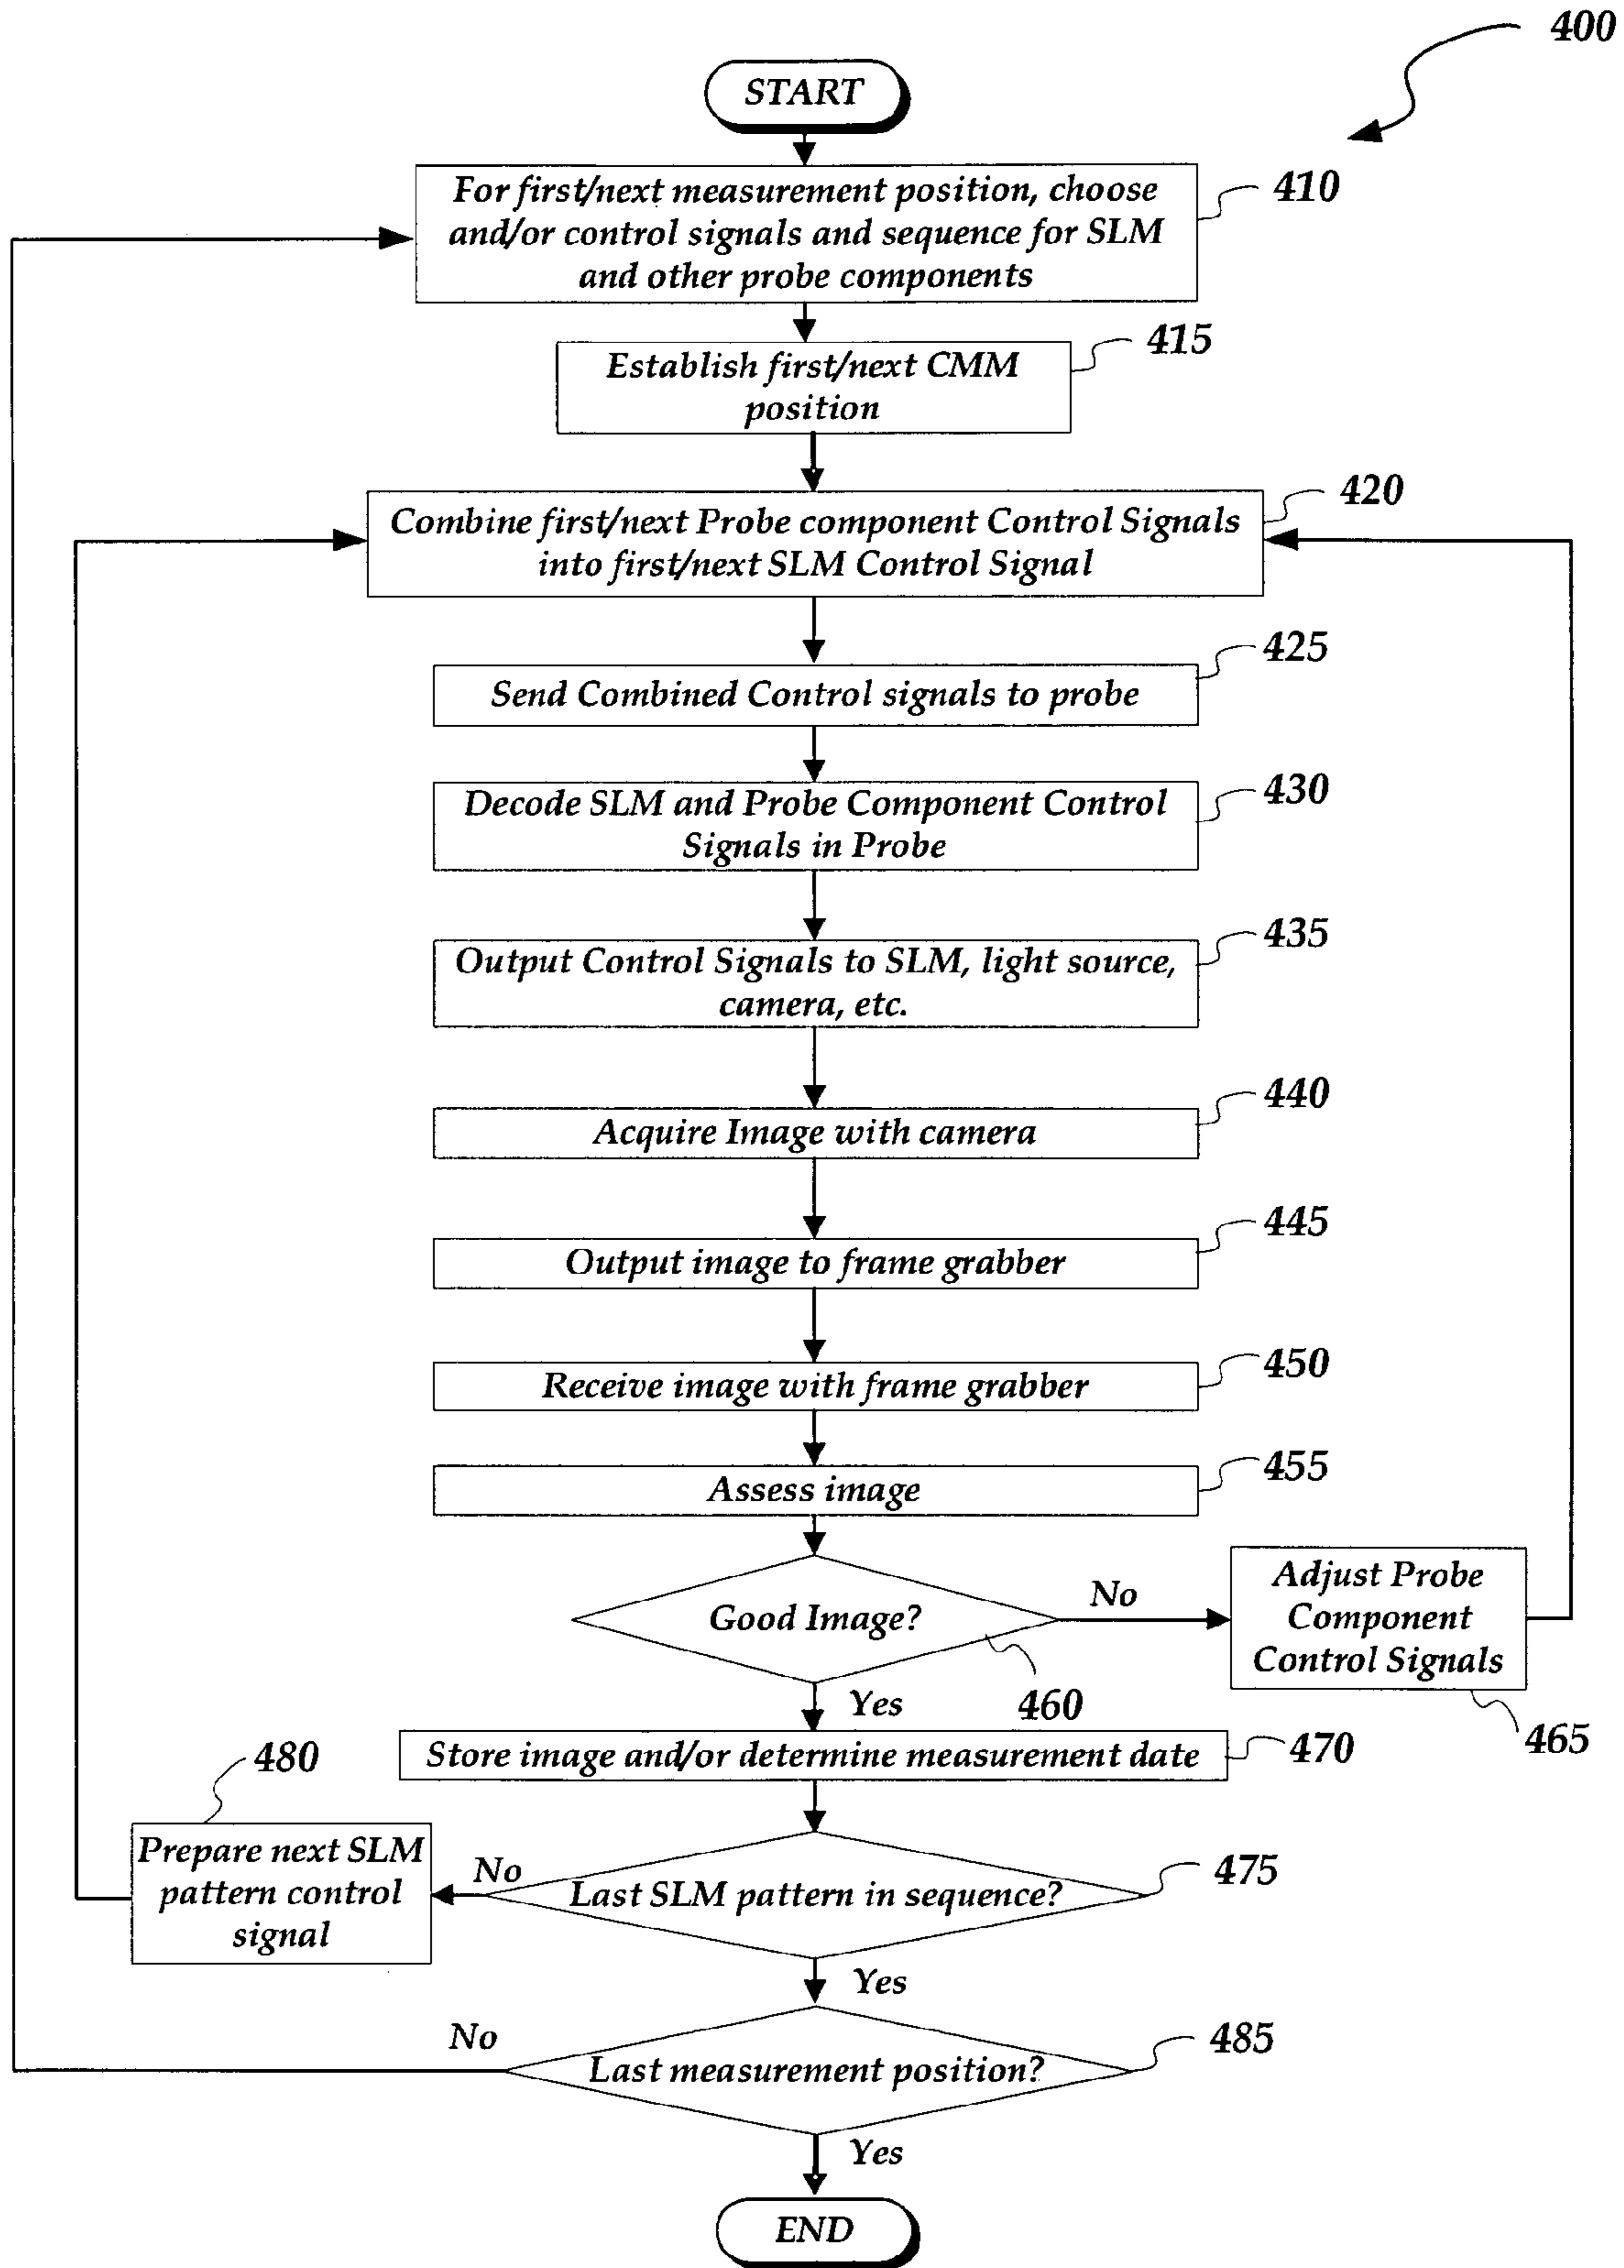 400
START
For first/next measurement position, choose
and/or control signals and sequence for SLM
and other probe components
410
Establish first/next CMM
position
415
Combine first/next Probe component Control Signals
into first/next SLM Control Signal
420
Send Combined Control signals to probe
425
Decode SLM and Probe Component Control
Signals in Probe
430
Output Control Signals to SLM, light source,
camera, etc.
435
Acquire Image with camera
440
Output image to frame grabber
445
Receive image with frame grabber
450
Assess image
455
Good Image?
460
No
Adjust Probe
Component
Control Signals
465
Yes
Store image and/or determine measurement date
470
Last SLM pattern in sequence?
475
No
Prepare next SLM
pattern control
signal
480
Yes
Last measurement position?
485
No
Yes
END